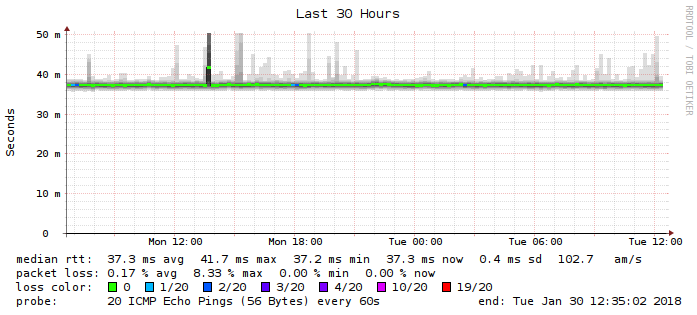 Last 30 Hours
RRDTOOL / TOBI OETIKER
Seconds
50 m
40 m
30 m
20 m
10 m
0
Mon 12:00 Mon 18:00 Tue 00:00 Tue 06:00 Tue 12:00
median rtt: 37.3 ms avg 41.7 ms max 37.2 ms min 37.3 ms now 0.4 ms sd 102.7 am/s
packet loss: 0.17 % avg 8.33 % max 0.00 % min 0.00 % now
loss color: 0 1/20 2/20 3/20 4/20 10/20 19/20
probe: 20 ICMP Echo Pings (56 Bytes) every 60s end: Tue Jan 30 12:35:02 2018